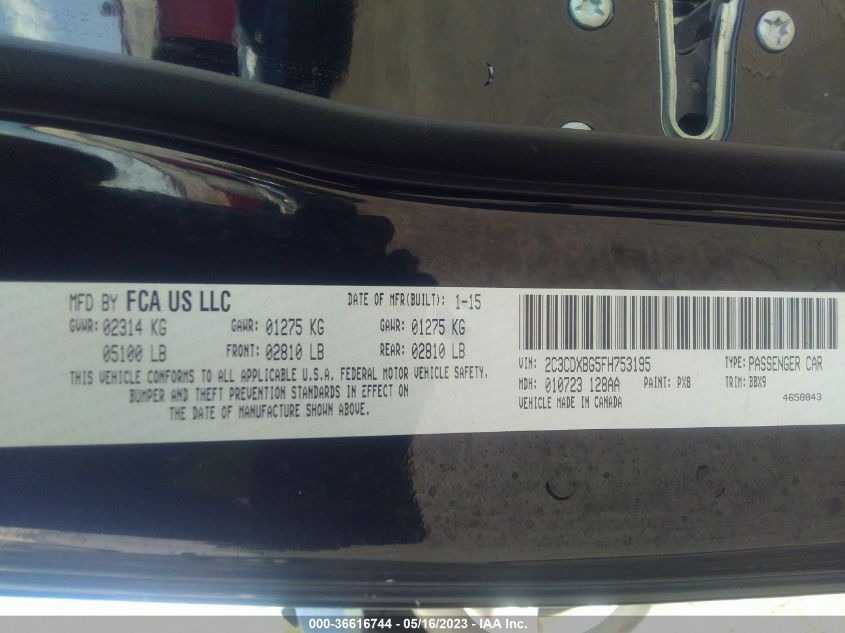 MFD BY FCA US LLC DATE OF MFR(BUILT): 1-15
GVWR: 02314 KG GAWR: 01275 KG GAWR: 01275 KG
05100 LB FRONT: 02810 LB REAR: 02810 LB
THIS VEHICLE CONFORMS TO ALL APPLICABLE U.S.A. FEDERAL MOTOR VEHICLE SAFETY,
BUMPER AND THEFT PREVENTION STANDARDS IN EFFECT ON
THE DATE OF MANUFACTURE SHOWN ABOVE.
VIN: 2C3CDXBG5FH753195 TYPE: PASSENGER CAR
MDH: 010723 128AA PAINT: PX8 TRIM: BBX9
VEHICLE MADE IN CANADA 4658843
000-36616744 - 05/16/2023 - IAA Inc.